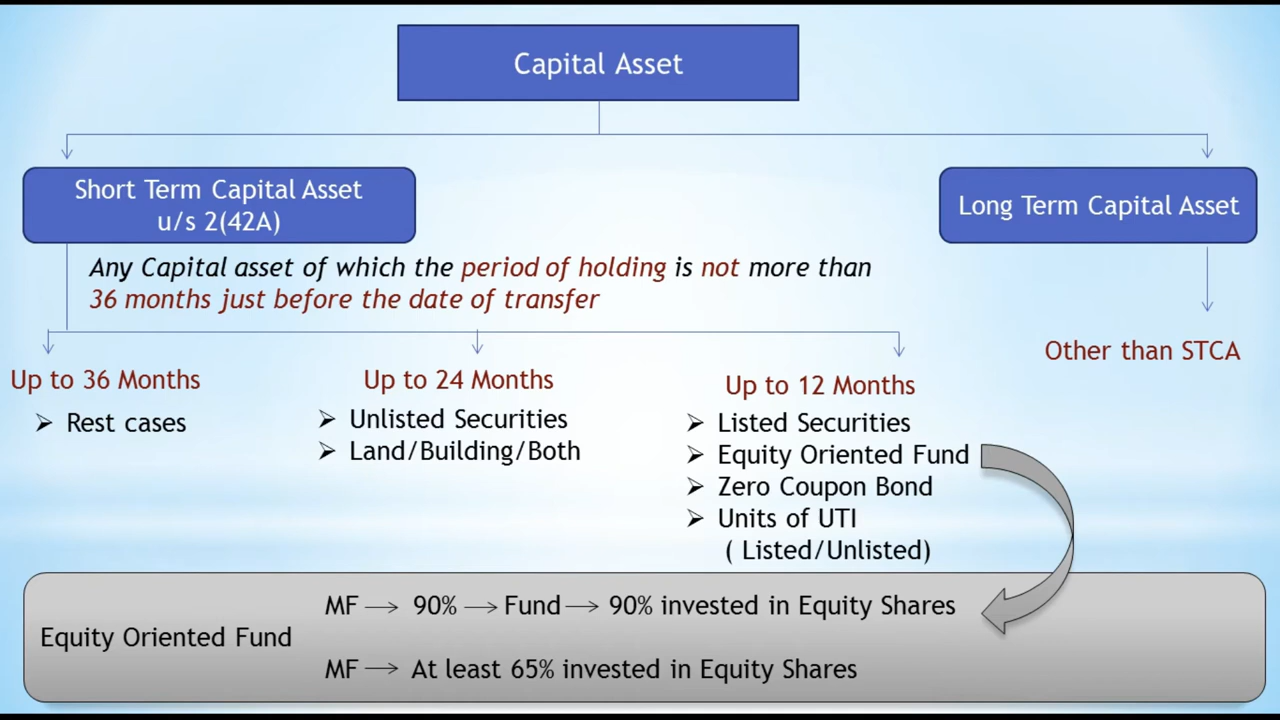 Capital Asset
Short Term Capital Asset
u/s 2(42A)
Long Term Capital Asset
Any Capital asset of which the period of holding is not more than
36 months just before the date of transfer
Other than STCA
Up to 36 Months
Rest cases
Up to 24 Months
Unlisted Securities
Land/Building/Both
Up to 12 Months
Listed Securities
Equity Oriented Fund
Zero Coupon Bond
Units of UTI
( Listed/Unlisted)
Equity Oriented Fund
MF → 90% → Fund → 90% invested in Equity Shares
MF → At least 65% invested in Equity Shares